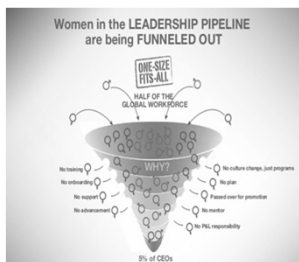 Women in the LEADERSHIP PIPELINE
are being FUNNELED OUT
ONE-SIZE
FITS-ALL
HALF OF THE
GLOBAL WORKFORCE
WHY?
No training
No onboarding
No support
No advancement
No culture change, just programs
No plan
Passed over for promotion
No mentor
No P&L responsibility
5% of CEOs